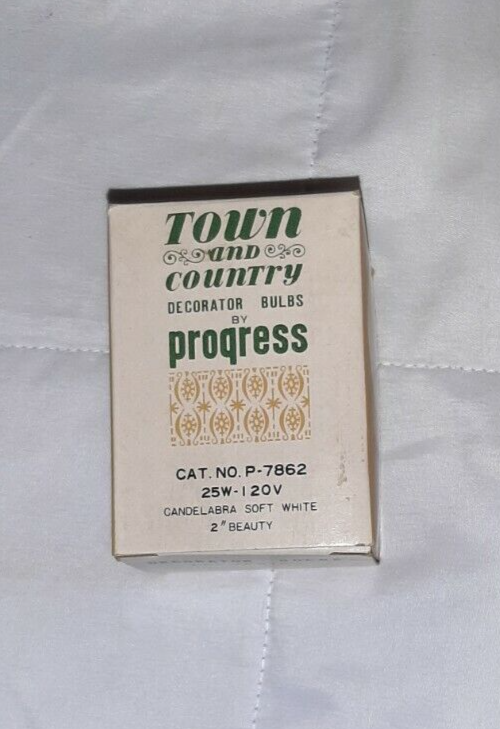 Town
and
country
DECORATOR BULBS
BY
progress
CAT. NO. P-7862
25W-120V
CANDELABRA SOFT WHITE
2" BEAUTY